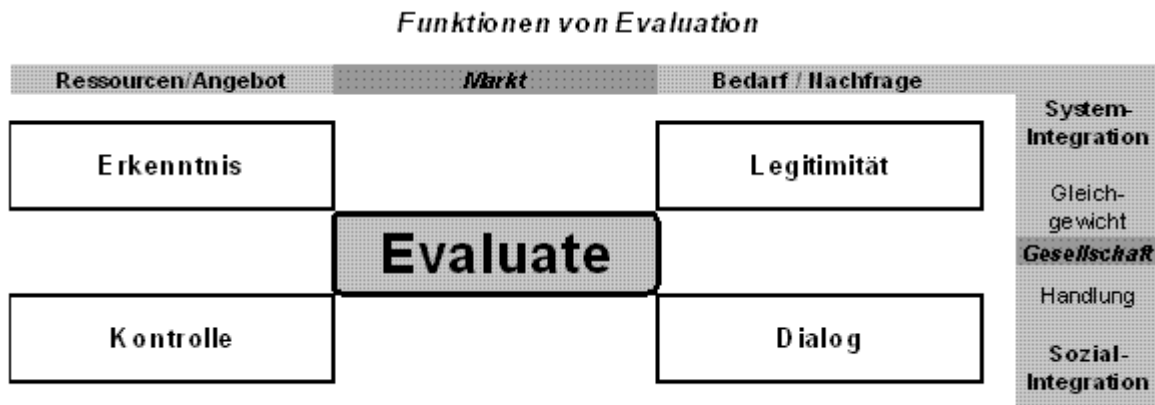 Funktionen von Evaluation
Ressourcen/Angebot Markt Bedarf / Nachfrage
System-
Integration
Erkenntnis Legitimität
Gleich-
gewicht
Evaluate
Gesellschaft
Handlung
Kontrolle Dialog
Sozial-
Integration